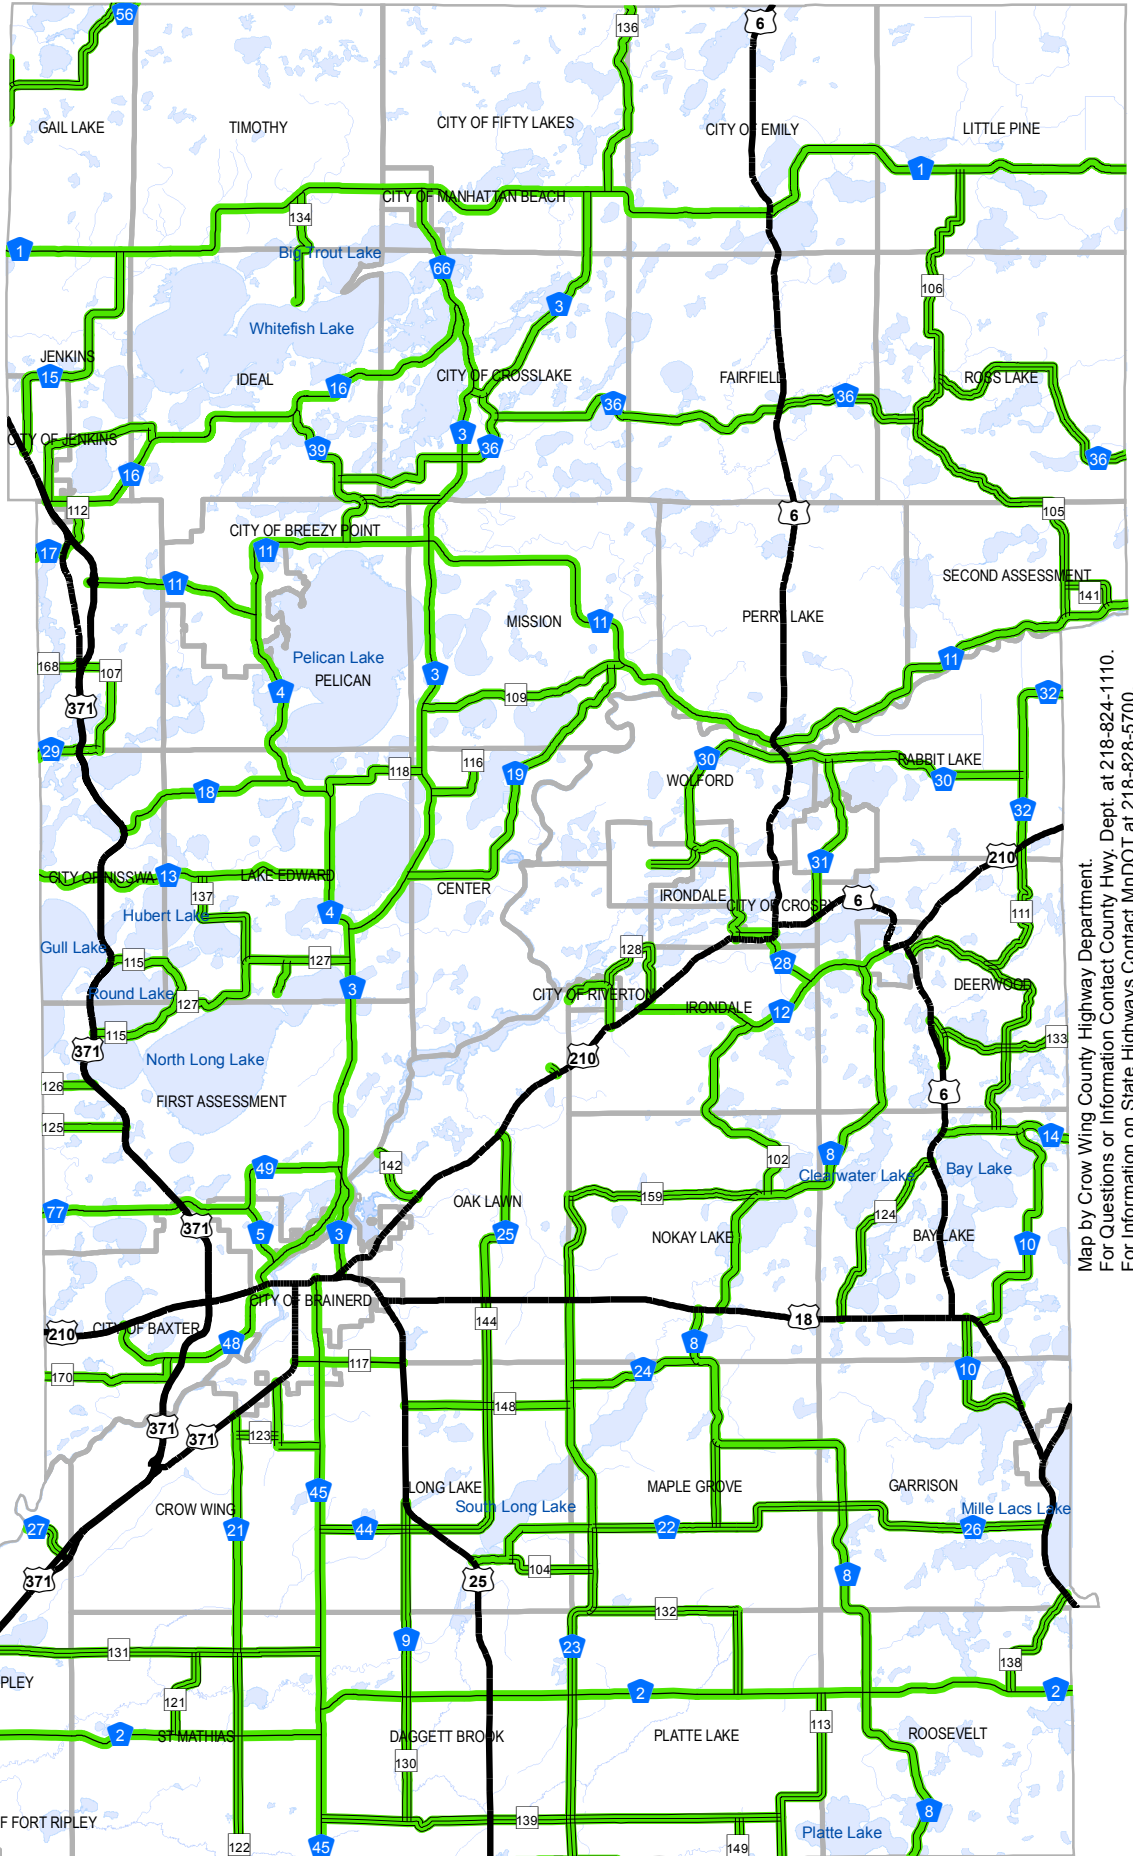 56
136
6
GAIL LAKE
TIMOTHY
CITY OF FIFTY LAKES
CITY OF EMILY
LITTLE PINE
1
CITY OF MANHATTAN BEACH
134
1
Big Trout Lake
66
106
3
Whitefish Lake
JENKINS
15
IDEAL
16
CITY OF CROSSLAKE
FAIRFIELD
ROSS LAKE
36
36
CITY OF JENKINS
39
3
36
36
16
112
105
6
CITY OF BREEZY POINT
17
11
11
SECOND ASSESSMENT
141
MISSION
11
PERRY LAKE
Pelican Lake
PELICAN
168
107
3
11
4
109
32
371
29
118
116
19
30
WOLFORD
RABBIT LAKE
30
18
32
210
31
CITY OF NISSWA
13
LAKE EDWARD
CENTER
137
IRONDALE
CITY OF CROSBY
6
Hubert Lake
4
111
Gull Lake
115
127
128
28
Round Lake
127
3
CITY OF RIVERTON
IRONDALE
12
DEERWOOD
115
371
North Long Lake
210
133
126
FIRST ASSESSMENT
6
125
49
142
102
8
14
Clearwater Lake
Bay Lake
77
OAK LAWN
159
124
371
5
3
25
NOKAY LAKE
BAY LAKE
10
CITY OF BRAINERD
210
CITY OF BAXTER
144
18
48
8
117
24
10
170
148
371
371
123
45
LONG LAKE
MAPLE GROVE
GARRISON
CROW WING
South Long Lake
Mille Lacs Lake
27
21
44
22
26
104
371
25
8
132
9
23
131
138
PLEY
2
2
121
2
ST MATHIAS
DAGGETT BROOK
PLATTE LAKE
113
ROOSEVELT
130
F FORT RIPLEY
139
8
Platte Lake
122
45
149
Map by Crow Wing County Highway Department.
For Questions or Information Contact County Hwy. Dept. at 218-824-1110.
For Information on State Highways Contact MnDOT at 218-828-5700